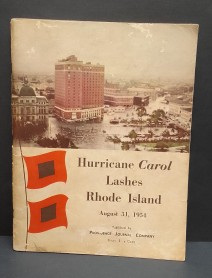 Hurricane Carol
Lashes
Rhode Island
August 31, 1954
Published by
Providence Journal Company